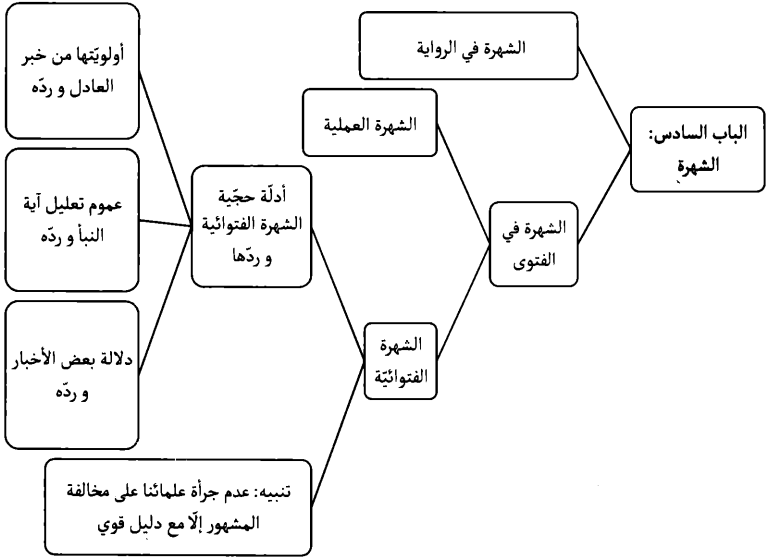 الباب السادس:
الشهرة
الشهرة في الرواية
الشهرة في
الفتوى
الشهرة العملية
الشهرة
الفتوائيّة
أدلّة حجّية
الشهرة الفتوائية
و ردّها
أولويّتها من خبر
العادل و ردّه
عموم تعليل آية
النبأ و ردّه
دلالة بعض الأخبار
و ردّه
تنبيه: عدم جرأة علمائنا على مخالفة
المشهور إلّا مع دليل قوي